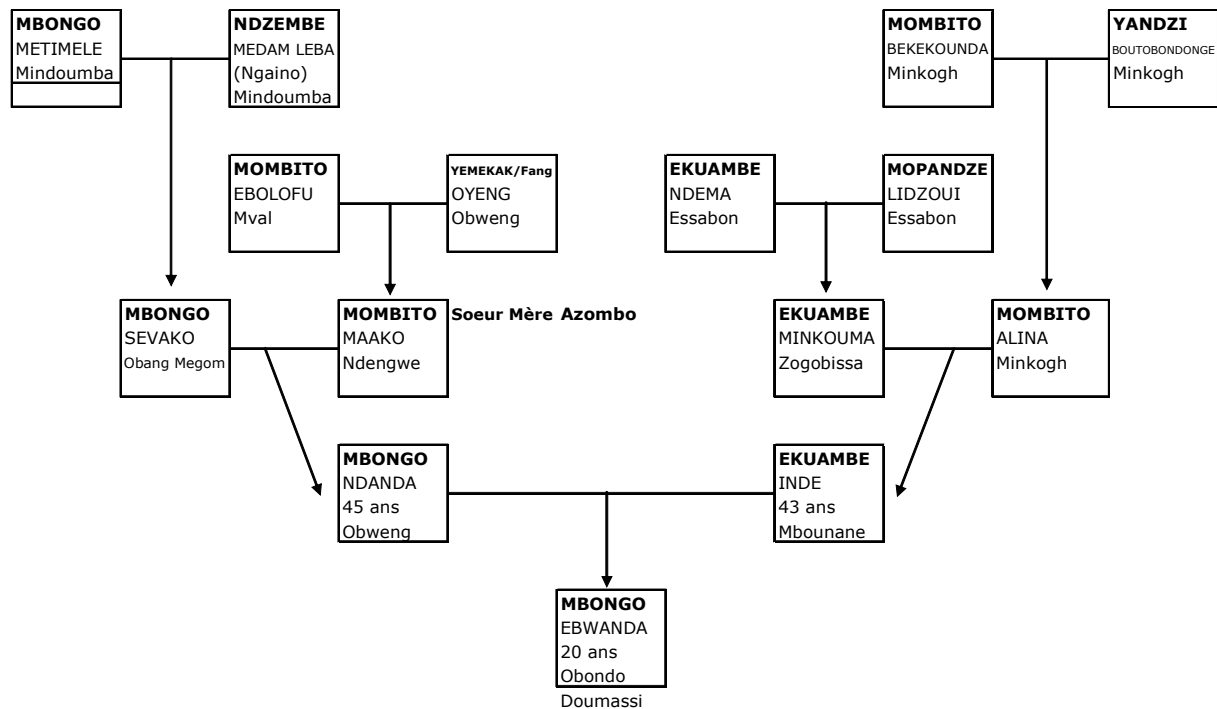 MBONGO
METIMELE
Mindoumba
NDZEMBE
MEDAM LEBA
(Ngaino)
Mindoumba
MOMBITO
BEKEKOUNDA
Minkogh
YANDZI
BOUTOBONDONGE
Minkogh
MOMBITO
EBOLOFU
Mval
YEMEKAK/Fang
OYENG
Obweng
EKUAMBE
NDEMA
Essabon
MOPANDZE
LIDZOUI
Essabon
MBONGO
SEVAKO
Obang Megom
MOMBITO
MAAKO
Ndengwe
Soeur Mère Azombo
EKUAMBE
MINKOUMA
Zogobissa
MOMBITO
ALINA
Minkogh
MBONGO
NDANDA
45 ans
Obweng
EKUAMBE
INDE
43 ans
Mbounane
MBONGO
EBWANDA
20 ans
Obondo
Doumassi